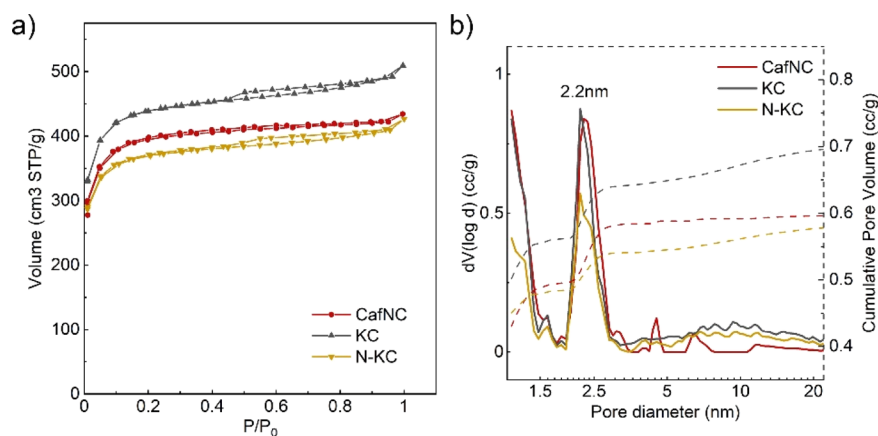 a)
Volume (cm3 STP/g)
500
400
300
200
100
0
CafNC
KC
N-KC
0
0.2
0.4
0.6
0.8
1
P/P0
b)
dV(log d) (cc/g)
1
0.5
0
2.2nm
CafNC
KC
N-KC
0.8
0.7
0.6
0.5
0.4
Cumulative Pore Volume (cc/g)
1.5
2.5
5
10
20
Pore diameter (nm)